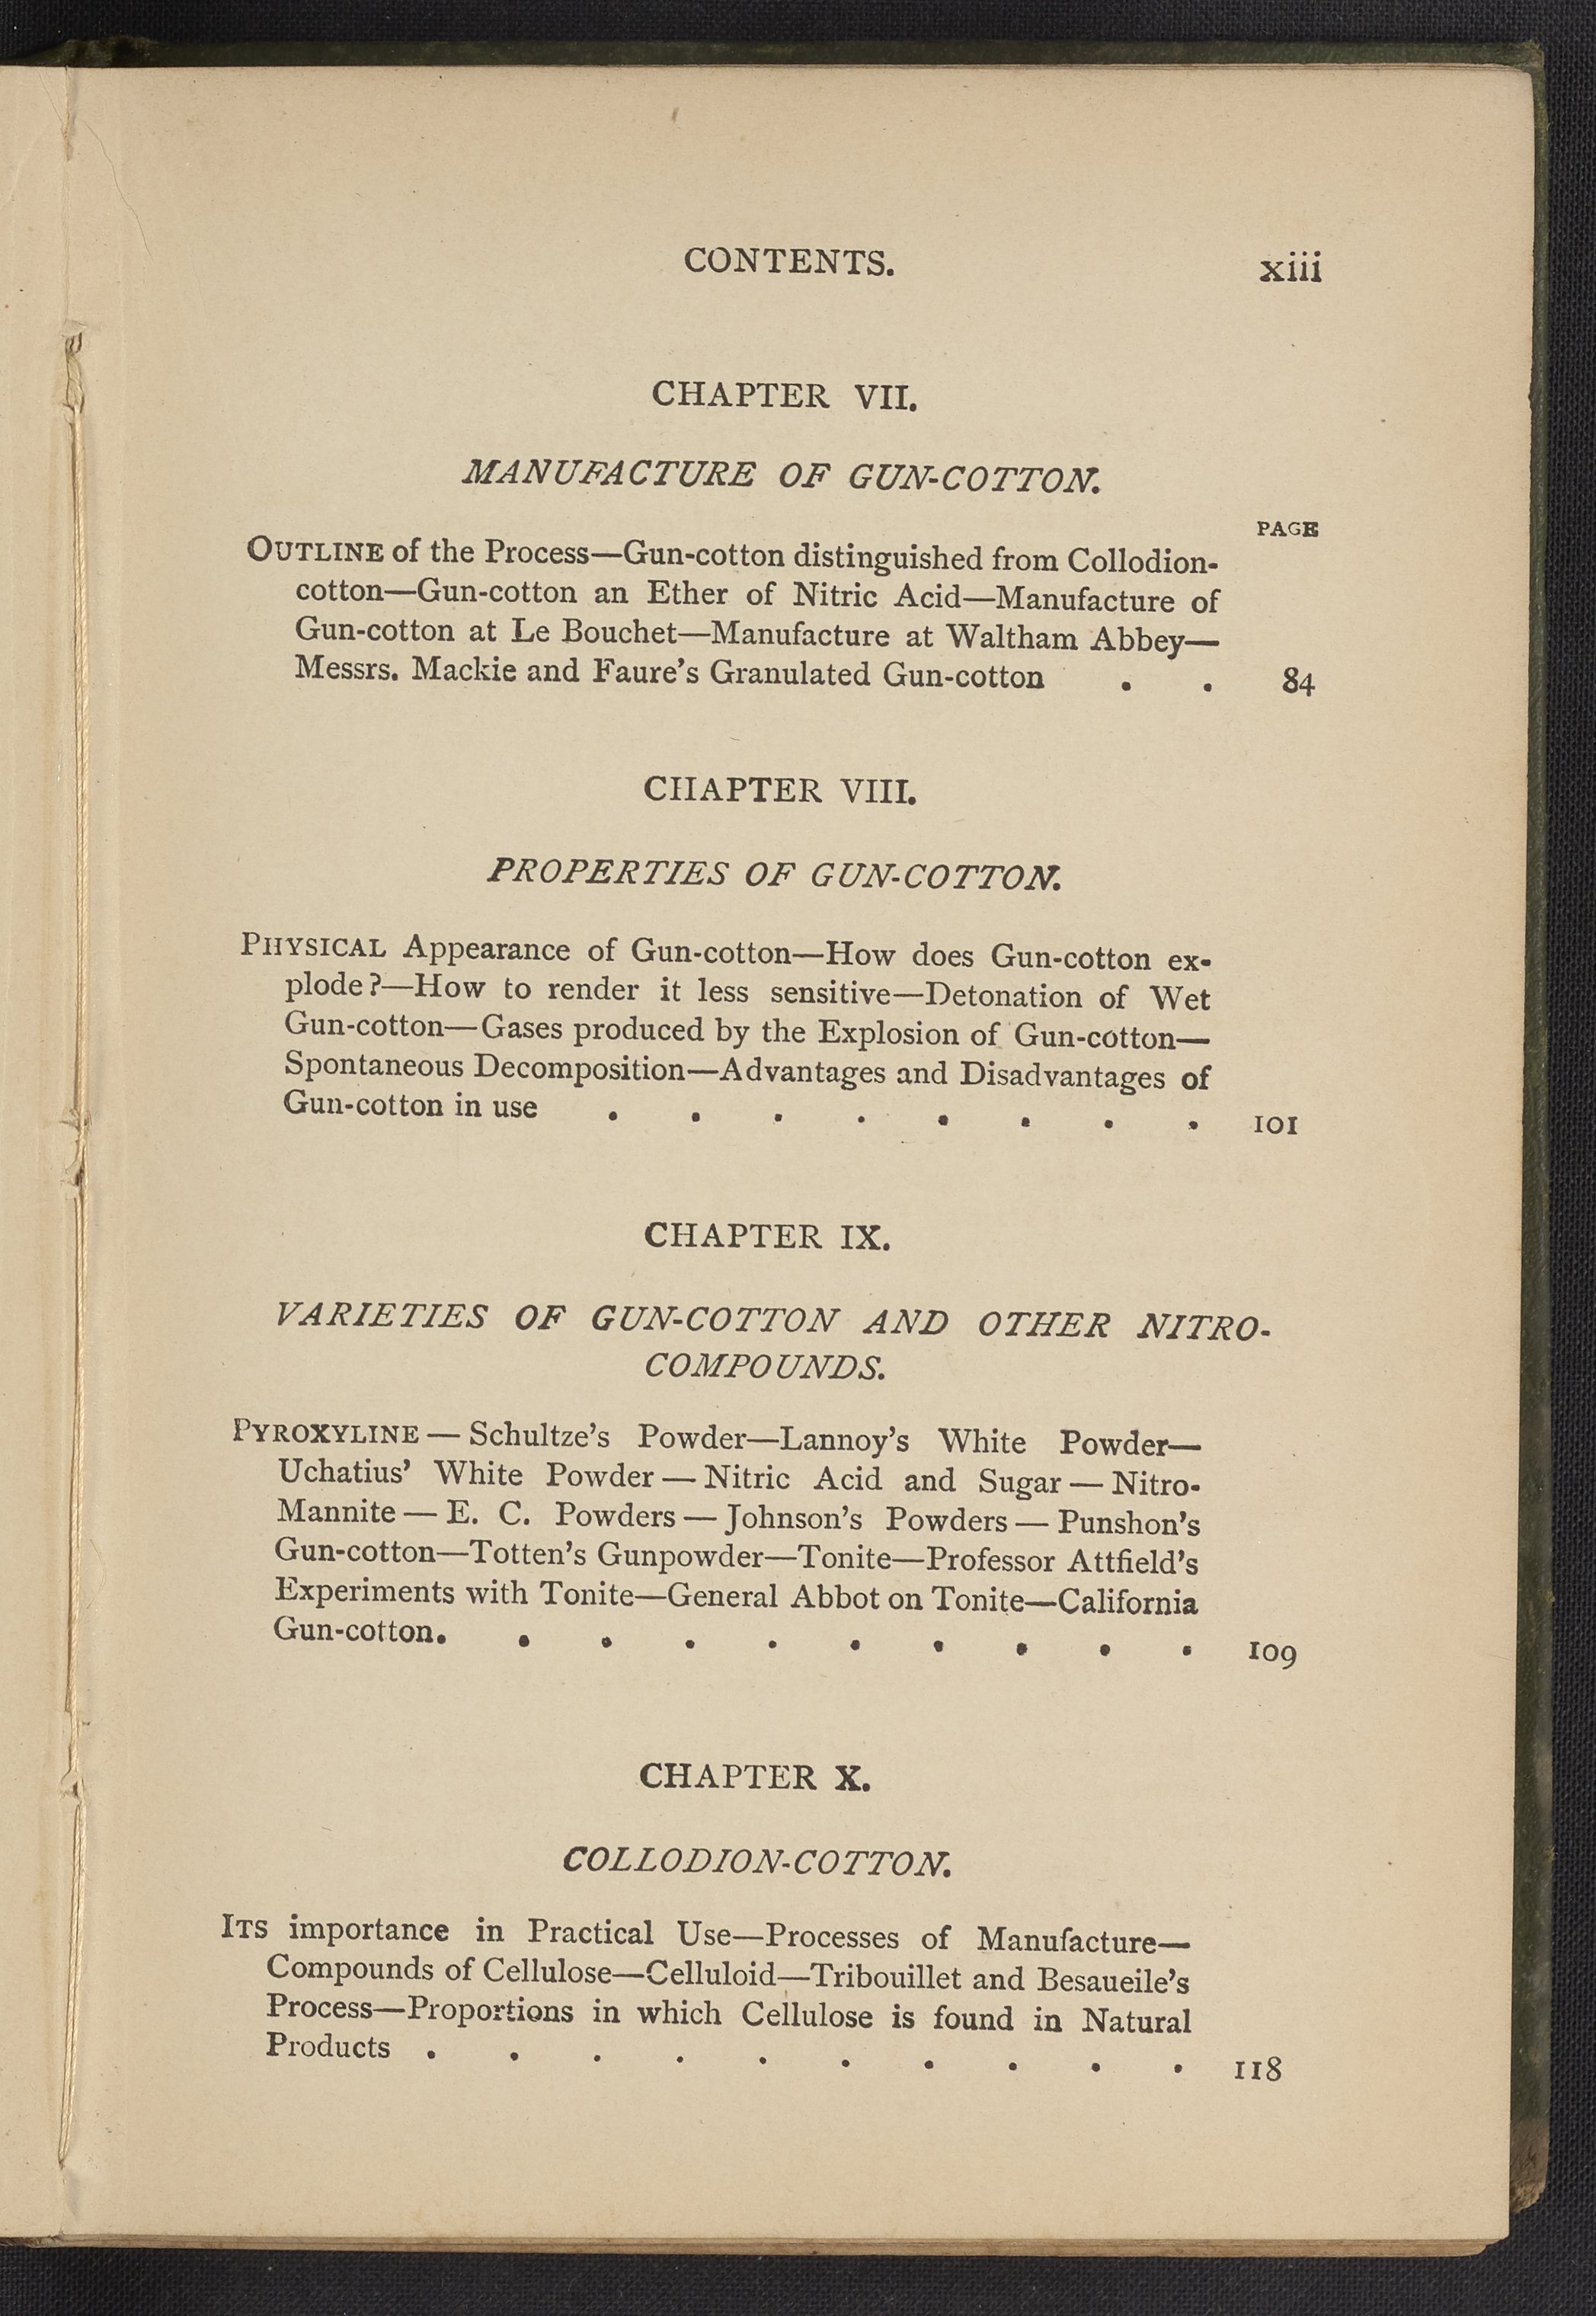 CONTENTS. xiii
CHAPTER VII.
MANUFACTURE OF GUN-COTTON.
PAGE
OUTLINE of the Process—Gun-cotton distinguished from Collodion-
cotton—Gun-cotton an Ether of Nitric Acid—Manufacture of
Gun-cotton at Le Bouchet—Manufacture at Waltham Abbey—
Messrs. Mackie and Faure's Granulated Gun-cotton . . 84
CHAPTER VIII.
PROPERTIES OF GUN-COTTON.
PHYSICAL Appearance of Gun-cotton—How does Gun-cotton ex-
plode?—How to render it less sensitive—Detonation of Wet
Gun-cotton—Gases produced by the Explosion of Gun-cotton—
Spontaneous Decomposition—Advantages and Disadvantages of
Gun-cotton in use . . . . . . . . 101
CHAPTER IX.
VARIETIES OF GUN-COTTON AND OTHER NITRO-
COMPOUNDS.
PYROXYLINE — Schultze's Powder—Lannoy's White Powder—
Uchatius' White Powder — Nitric Acid and Sugar — Nitro-
Mannite — E. C. Powders — Johnson's Powders — Punshon's
Gun-cotton—Totten's Gunpowder—Tonite—Professor Attfield's
Experiments with Tonite—General Abbot on Tonite—California
Gun-cotton. . . . . . . . . . 109
CHAPTER X.
COLLODION-COTTON.
ITS importance in Practical Use—Processes of Manufacture—
Compounds of Cellulose—Celluloid—Tribouillet and Besaueile's
Process—Proportions in which Cellulose is found in Natural
Products . . . . . . . . . . 118